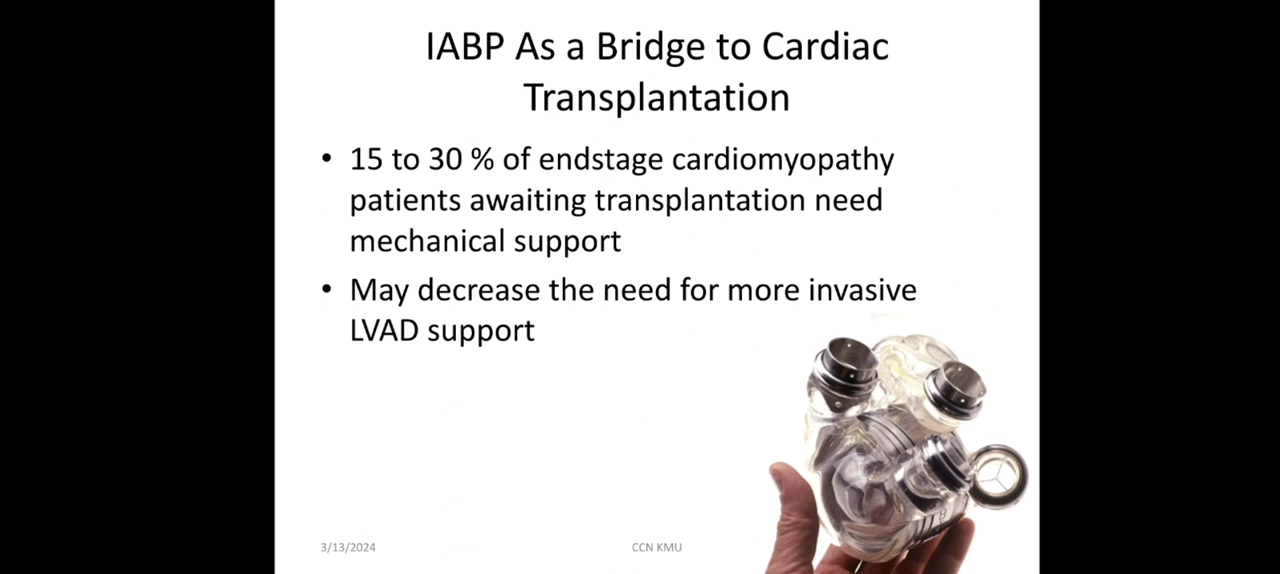 IABP As a Bridge to Cardiac
Transplantation
• 15 to 30 % of endstage cardiomyopathy
patients awaiting transplantation need
mechanical support
• May decrease the need for more invasive
LVAD support
3/13/2024
CCN KMU